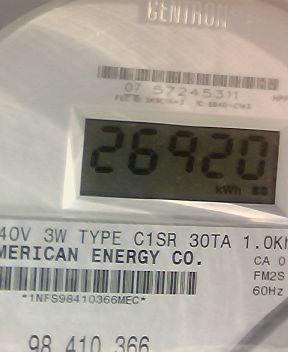 CENTRON
07 57245311
26920
kWh
40V 3W TYPE C1SR 30TA 1.0Kh
MERICAN ENERGY CO.
CA 0
FM2S
60Hz
*1NFS98410366MEC*
98 410 366